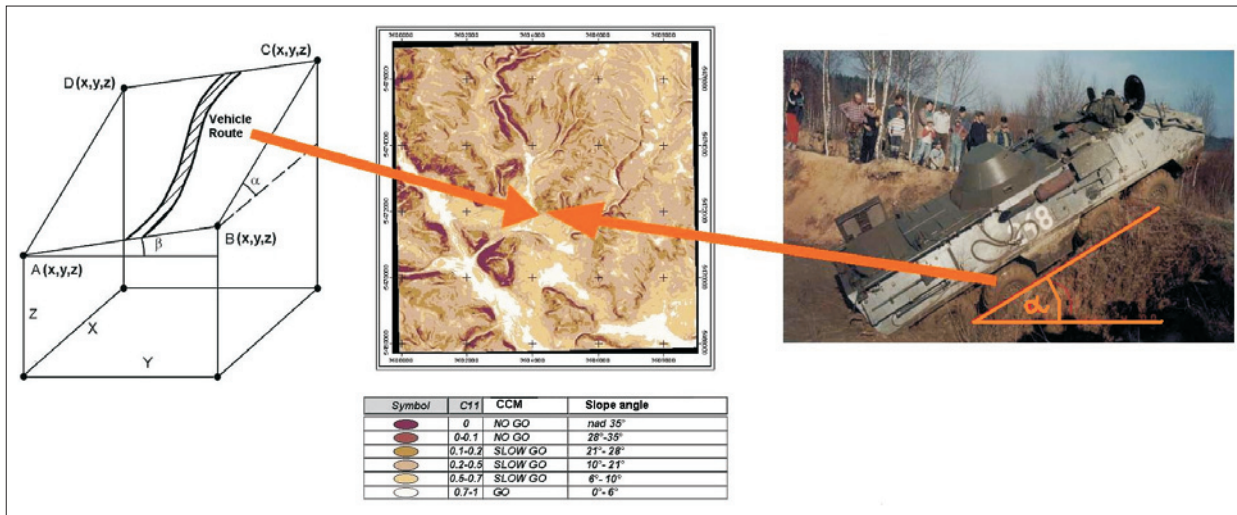 C(x,y,z)
D(x,y,z)
Vehicle
Route
α
B(x,y,z)
β
A(x,y,z)
Z
X
Y
68
α
Symbol C11 CCM Slope angle
0 NO GO nad 35°
0-0.1 NO GO 28°-35°
0.1-0.2 SLOW GO 21°- 28°
0.2-0.5 SLOW GO 10°- 21°
0.5-0.7 SLOW GO 6°- 10°
0.7-1 GO 0°- 6°